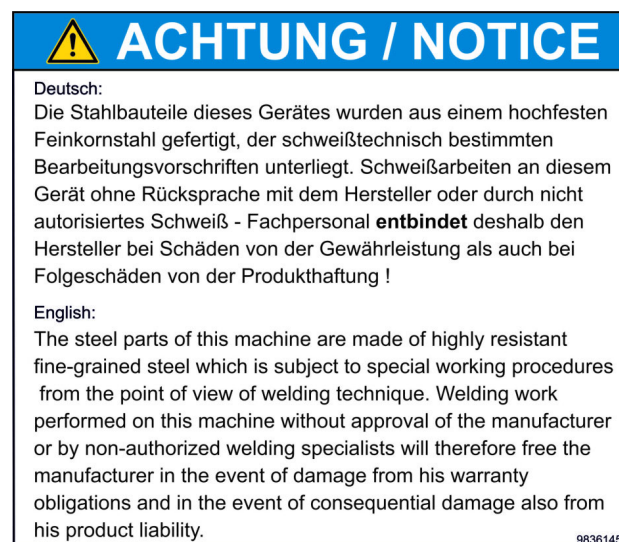 ACHTUNG / NOTICE
Deutsch:
Die Stahlbauteile dieses Gerätes wurden aus einem hochfesten
Feinkornstahl gefertigt, der schweißtechnisch bestimmten
Bearbeitungsvorschriften unterliegt. Schweißarbeiten an diesem
Gerät ohne Rücksprache mit dem Hersteller oder durch nicht
autorisiertes Schweiß - Fachpersonal entbindet deshalb den
Hersteller bei Schäden von der Gewährleistung als auch bei
Folgeschäden von der Produkthaftung !
English:
The steel parts of this machine are made of highly resistant
fine-grained steel which is subject to special working procedures
from the point of view of welding technique. Welding work
performed on this machine without approval of the manufacturer
or by non-authorized welding specialists will therefore free the
manufacturer in the event of damage from his warranty
obligations and in the event of consequential damage also from
his product liability.
9836145